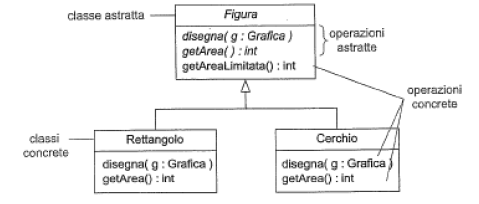 classe astratta
Figura
disegna( g : Grafica )
getArea( ) : int
getAreaLimitata() : int
operazioni
astratte
operazioni
concrete
classi
concrete
Rettangolo
disegna( g : Grafica )
getArea() : int
Cerchio
disegna( g : Grafica )
getArea() : int